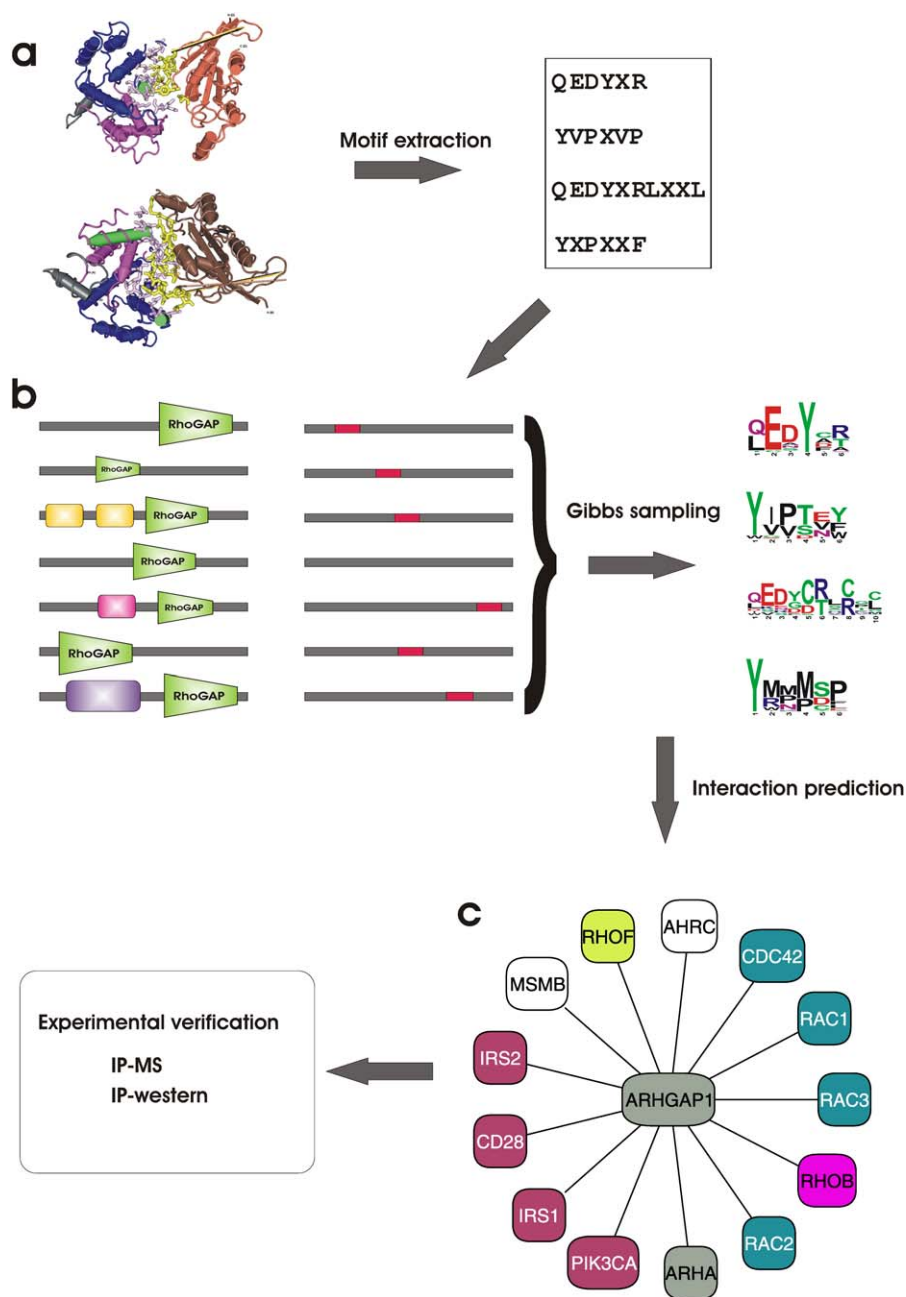 a
Motif extraction
QEDYXR
YVPXVP
QEDYXRLXXL
YXPXXF
b
RhoGAP
RhoGAP
RhoGAP
RhoGAP
RhoGAP
RhoGAP
RhoGAP
Gibbs sampling
Interaction prediction
c
RHOF
AHRC
CDC42
MSMB
RAC1
IRS2
ARHGAP1
RAC3
CD28
RHOB
IRS1
RAC2
PIK3CA
ARHA
Experimental verification
IP-MS
IP-western